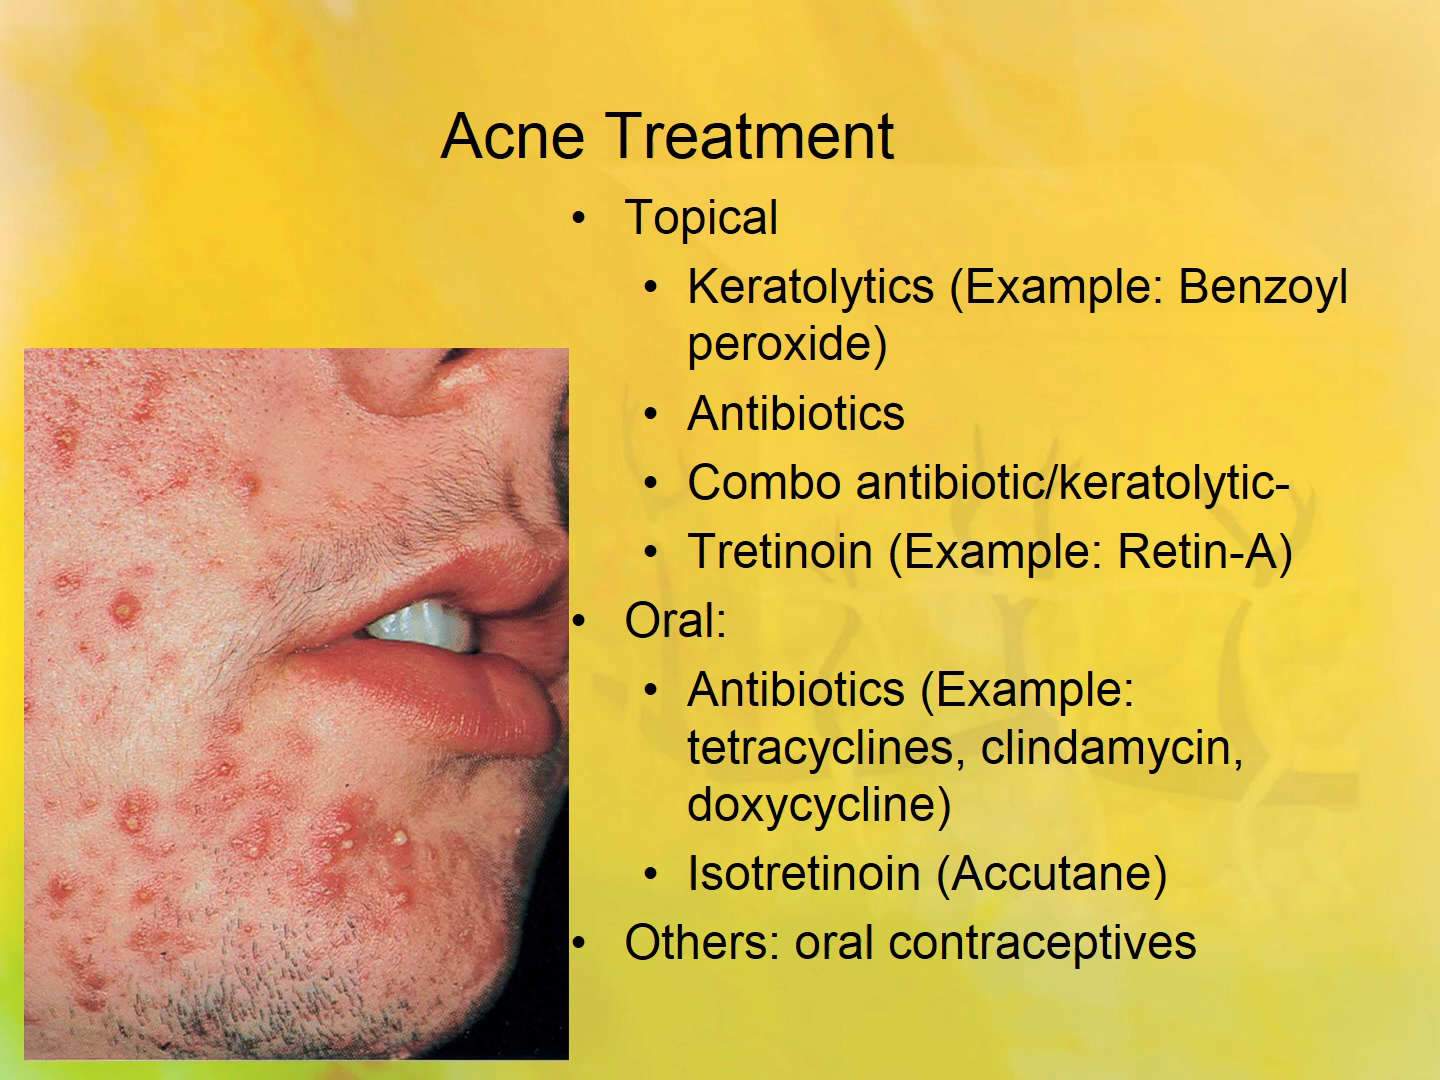 Acne Treatment
• Topical
• Keratolytics (Example: Benzoyl
peroxide)
• Antibiotics
• Combo antibiotic/keratolytic-
• Tretinoin (Example: Retin-A)
• Oral:
• Antibiotics (Example:
tetracyclines, clindamycin,
doxycycline)
• Isotretinoin (Accutane)
• Others: oral contraceptives